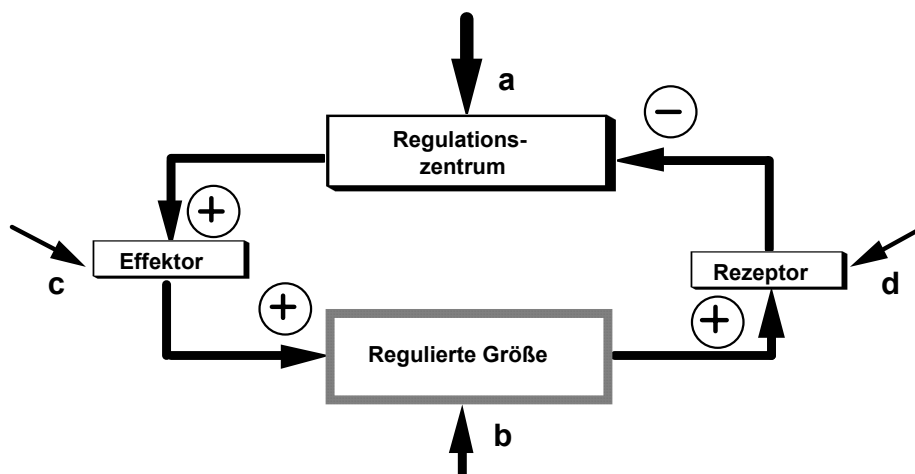 a
Regulations-
zentrum
−
+
Effektor
c
Rezeptor
d
+
+
Regulierte Größe
b